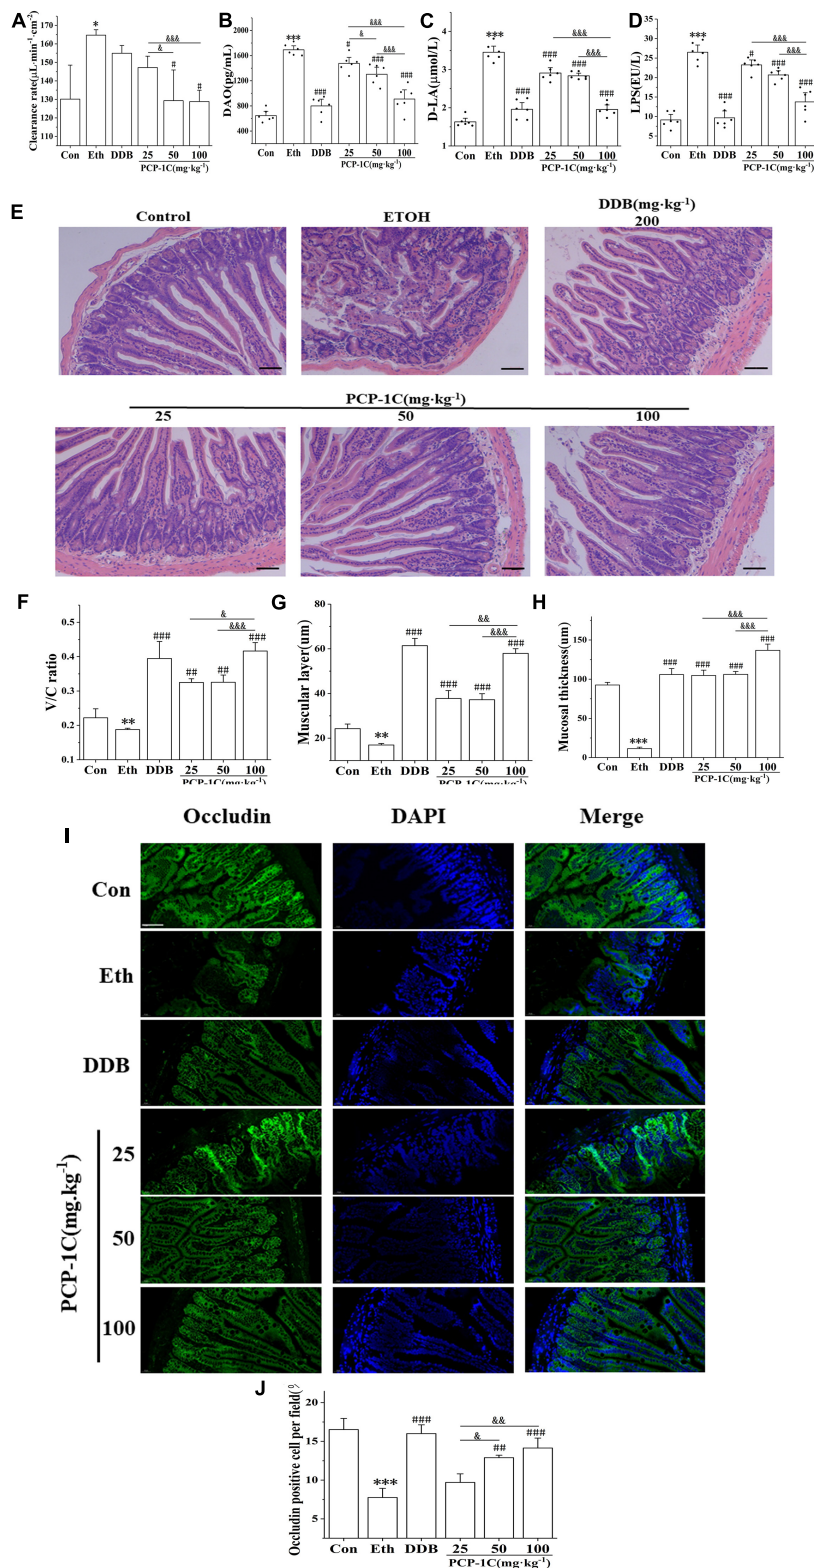 A
Clearance rate(μL·min⁻¹·cm⁻²)
170
160
150
140
130
120
110
*
&&&
&
#
#
Con Eth DDB 25 50 100
PCP-1C(mg·kg⁻¹)
B
DAO(pg/mL)
2000
1600
1200
800
400
***
###
&&&
#
&
###
&&&
###
Con Eth DDB 25 50 100
PCP-1C(mg·kg⁻¹)
C
D-LA(μmol/L)
4
3
2
1
***
###
&&&
###
&&&
###
###
Con Eth DDB 25 50 100
PCP-1C(mg·kg⁻¹)
D
LPS(EU/L)
35
30
25
20
15
10
5
***
###
&&&
#
&&&
###
###
Con Eth DDB 25 50 100
PCP-1C(mg·kg⁻¹)
E
Control
ETOH
DDB(mg·kg⁻¹)
200
PCP-1C(mg·kg⁻¹)
25 50 100
F
V/C ratio
0.5
0.4
0.3
0.2
0.1
**
###
&
&&&
##
##
###
Con Eth DDB 25 50 100
PCP-1C(mg·kg⁻¹)
G
Muscular layer(um)
80
60
40
20
**
###
&&
&&&
###
###
###
Con Eth DDB 25 50 100
PCP-1C(mg·kg⁻¹)
H
Mucosal thickness(um)
150
100
50
0
***
###
&&&
&&&
###
###
###
Con Eth DDB 25 50 100
PCP-1C(mg·kg⁻¹)
I
Occludin DAPI Merge
Con
Eth
DDB
PCP-1C(mg.kg⁻¹)
25
50
100
J
Occludin positive cell per field(%
20
15
10
5
***
###
&&
&
##
###
Con Eth DDB 25 50 100
PCP-1C(mg·kg⁻¹)